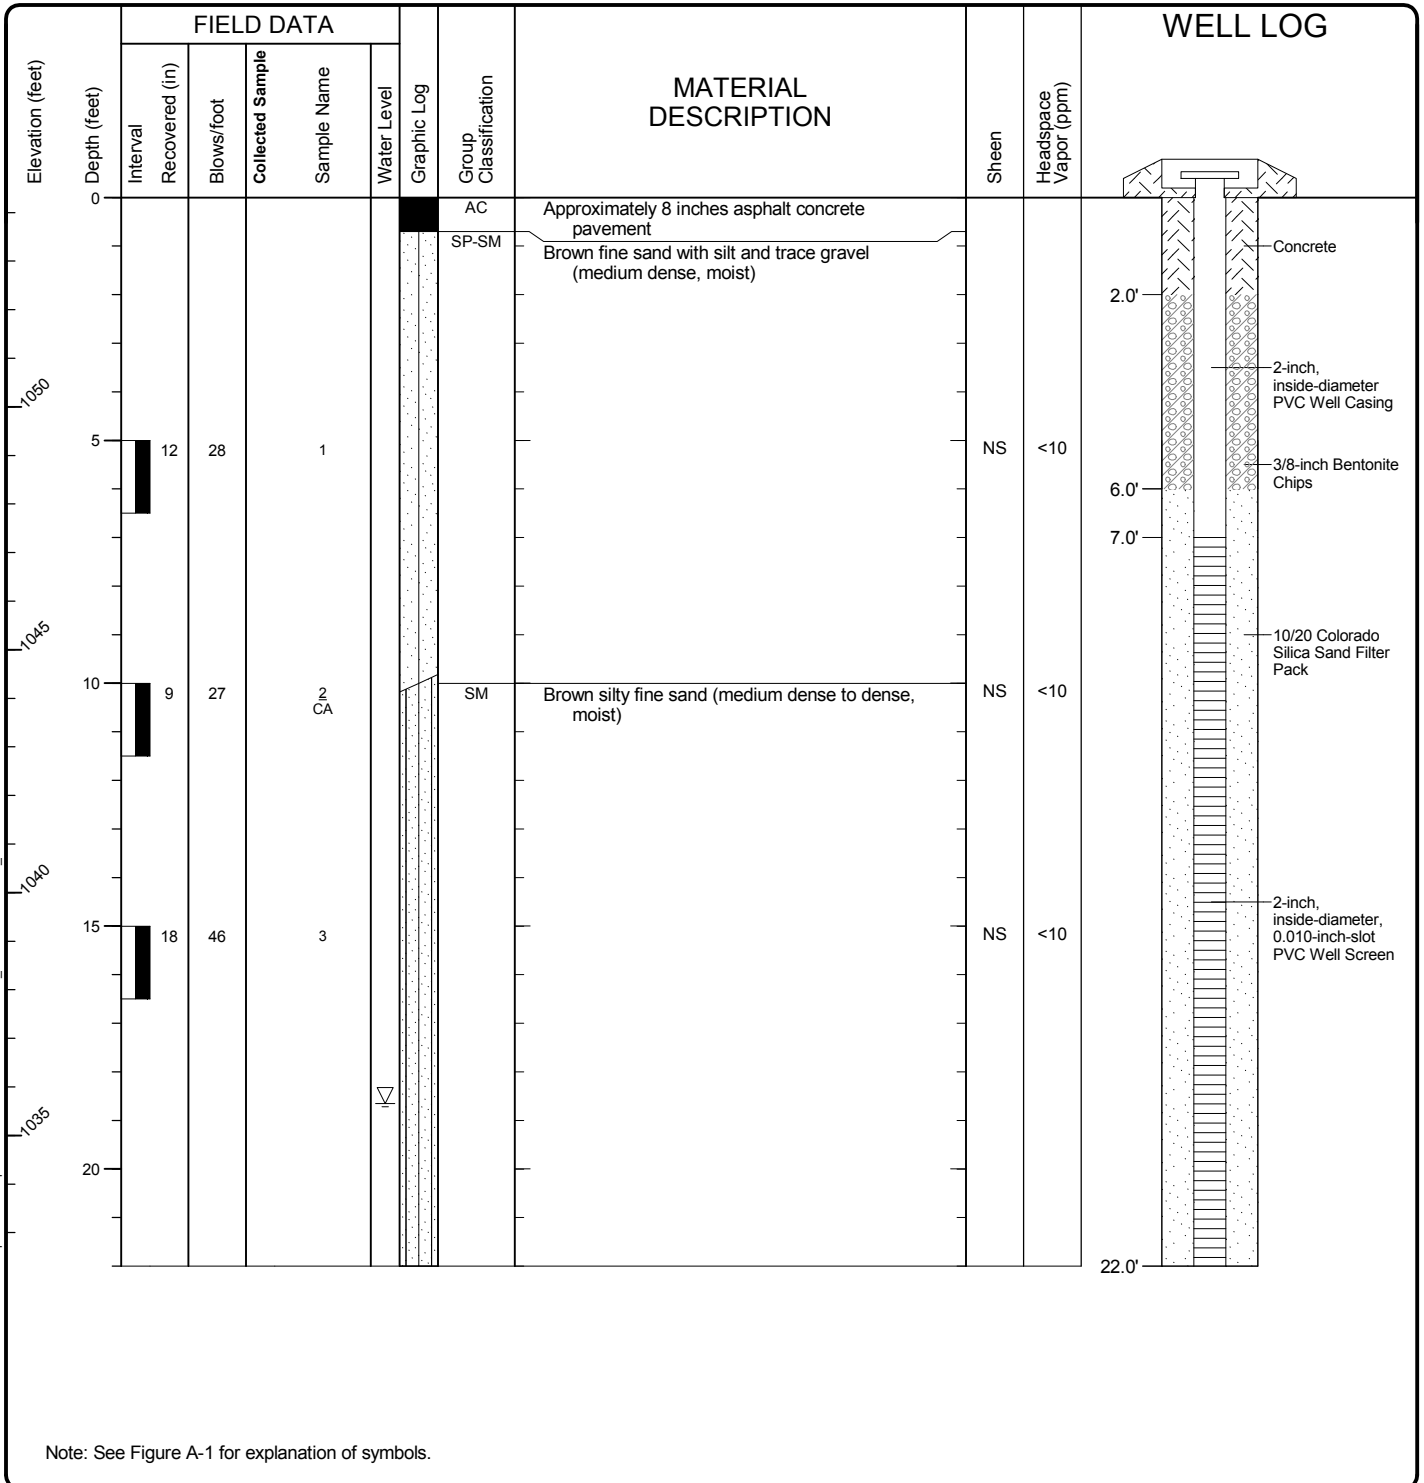 FIELD DATA
WELL LOG
Elevation (feet)
Depth (feet)
Interval
Recovered (in)
Blows/foot
Collected Sample
Sample Name
Water Level
Graphic Log
Group
Classification
MATERIAL
DESCRIPTION
Sheen
Headspace
Vapor (ppm)
0
AC
Approximately 8 inches asphalt concrete
pavement
SP-SM
Brown fine sand with silt and trace gravel
(medium dense, moist)
Concrete
2.0'
1050
2-inch,
inside-diameter
PVC Well Casing
5
12
28
1
NS
<10
3/8-inch Bentonite
Chips
6.0'
7.0'
1045
10/20 Colorado
Silica Sand Filter
Pack
10
9
27
2
CA
SM
Brown silty fine sand (medium dense to dense,
moist)
NS
<10
1040
2-inch,
inside-diameter,
0.010-inch-slot
PVC Well Screen
15
18
46
3
NS
<10
1035
20
22.0'
Note: See Figure A-1 for explanation of symbols.